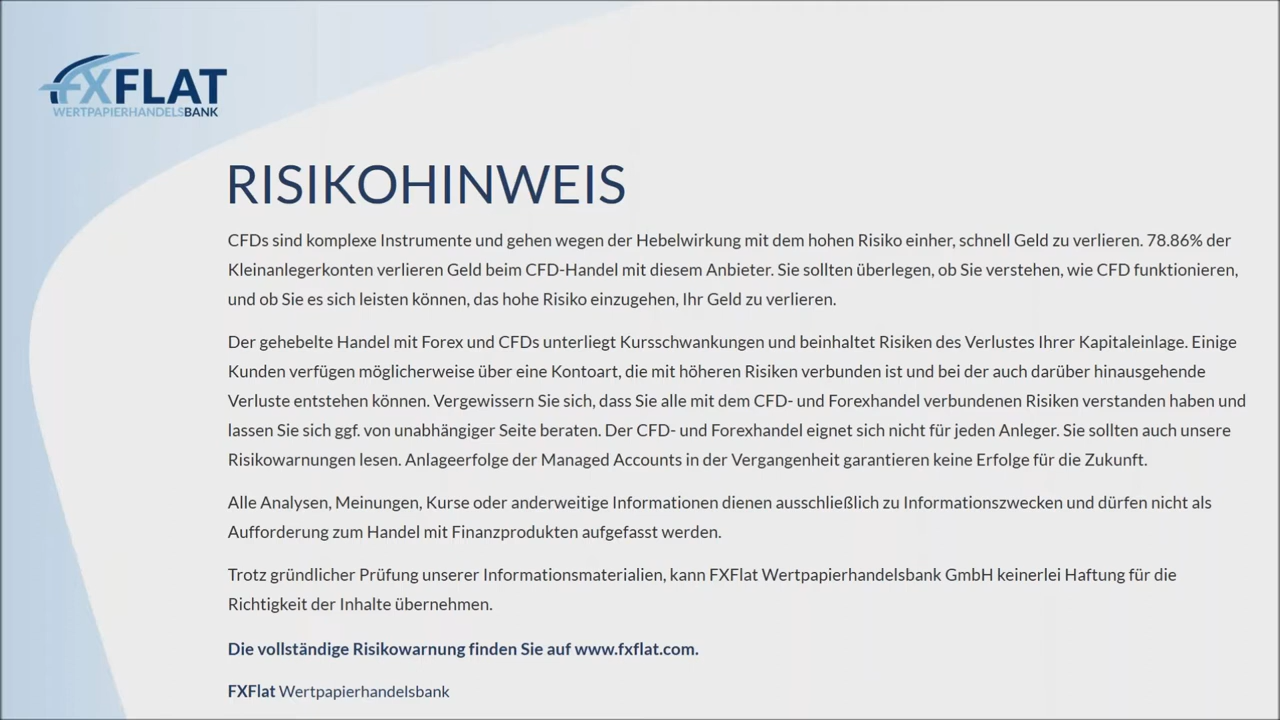 FXFLAT
WERTPAPIERHANDELSBANK
RISIKOHINWEIS
CFDs sind komplexe Instrumente und gehen wegen der Hebelwirkung mit dem hohen Risiko einher, schnell Geld zu verlieren. 78.86% der
Kleinanlegerkonten verlieren Geld beim CFD-Handel mit diesem Anbieter. Sie sollten überlegen, ob Sie verstehen, wie CFD funktionieren,
und ob Sie es sich leisten können, das hohe Risiko einzugehen, Ihr Geld zu verlieren.
Der gehebelte Handel mit Forex und CFDs unterliegt Kursschwankungen und beinhaltet Risiken des Verlustes Ihrer Kapitaleinlage. Einige
Kunden verfügen möglicherweise über eine Kontoart, die mit höheren Risiken verbunden ist und bei der auch darüber hinausgehende
Verluste entstehen können. Vergewissern Sie sich, dass Sie alle mit dem CFD- und Forexhandel verbundenen Risiken verstanden haben und
lassen Sie sich ggf. von unabhängiger Seite beraten. Der CFD- und Forexhandel eignet sich nicht für jeden Anleger. Sie sollten auch unsere
Risikowarnungen lesen. Anlageerfolge der Managed Accounts in der Vergangenheit garantieren keine Erfolge für die Zukunft.
Alle Analysen, Meinungen, Kurse oder anderweitige Informationen dienen ausschließlich zu Informationszwecken und dürfen nicht als
Aufforderung zum Handel mit Finanzprodukten aufgefasst werden.
Trotz gründlicher Prüfung unserer Informationsmaterialien, kann FXFlat Wertpapierhandelsbank GmbH keinerlei Haftung für die
Richtigkeit der Inhalte übernehmen.
Die vollständige Risikowarnung finden Sie auf www.fxflat.com.
FXFlat Wertpapierhandelsbank